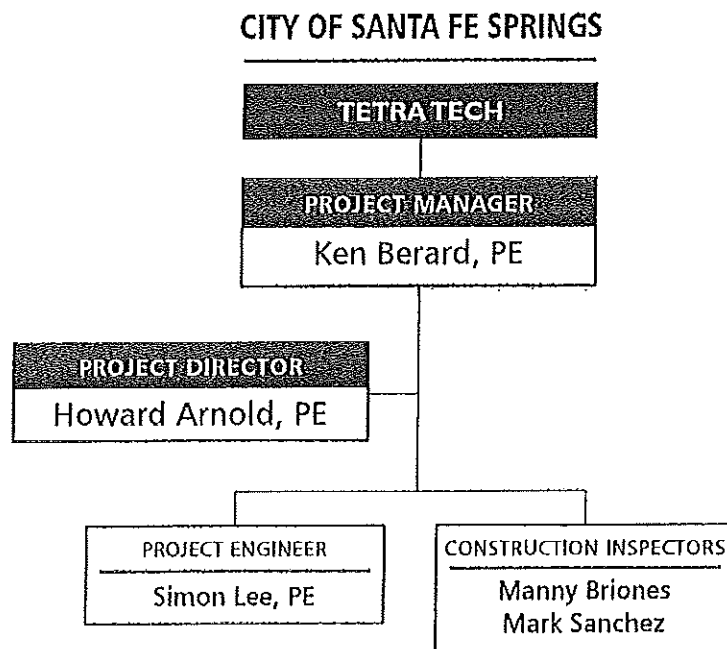 CITY OF SANTA FE SPRINGS
TETRA TECH
PROJECT MANAGER
Ken Berard, PE
PROJECT DIRECTOR
Howard Arnold, PE
PROJECT ENGINEER
Simon Lee, PE
CONSTRUCTION INSPECTORS
Manny Briones
Mark Sanchez